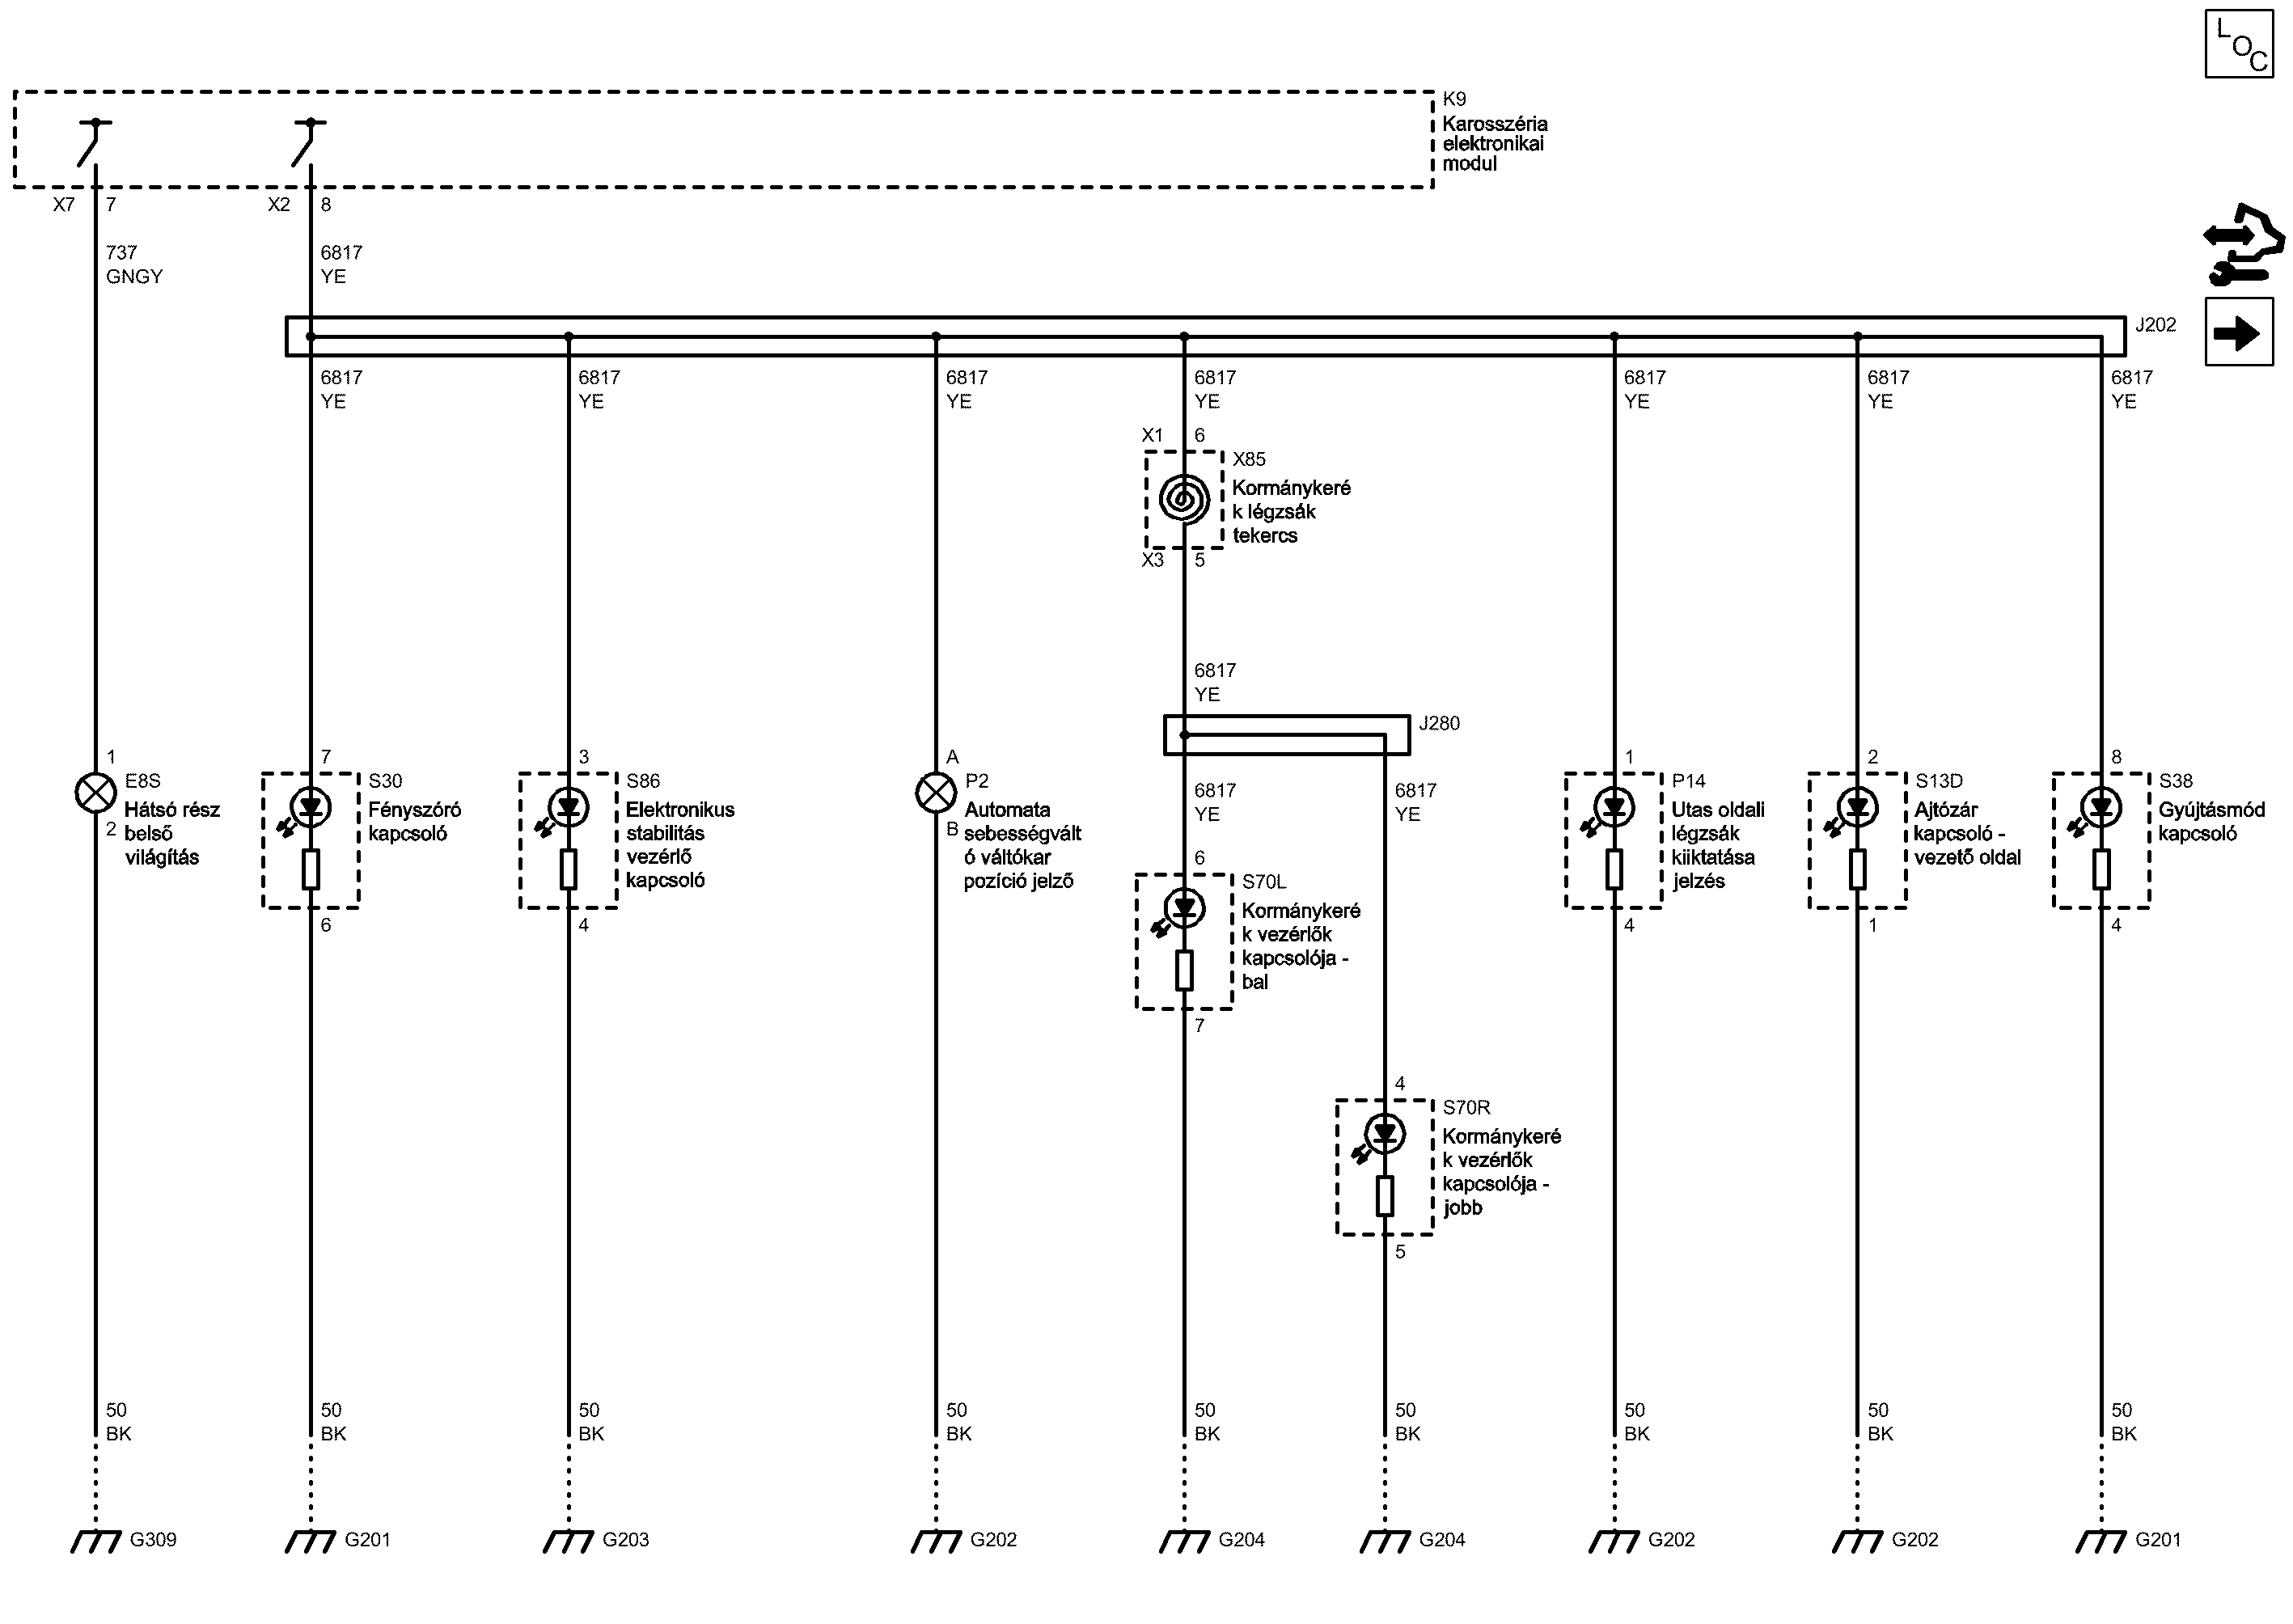 LOC
K9
Karosszéria
elektronikai
modul
X7 7
X2 8
737
GNGY
6817
YE
J202
6817
YE
6817
YE
6817
YE
6817
YE
6817
YE
6817
YE
6817
YE
X1 6
X85
Kormánykeré
k légzsák
tekercs
X3 5
6817
YE
J280
6817
YE
6817
YE
1
E8S
Hátsó rész
belső
világítás
2
7
S30
Fényszóró
kapcsoló
6
3
S86
Elektronikus
stabilitás
vezérlő
kapcsoló
4
A
P2
Automata
sebességvált
ó váltókar
pozíció jelző
B
6
S70L
Kormánykeré
k vezérlők
kapcsolója -
bal
7
4
S70R
Kormánykeré
k vezérlők
kapcsolója -
jobb
5
1
P14
Utas oldali
légzsák
kiiktatása
jelzés
4
2
S13D
Ajtózár
kapcsoló -
vezető oldal
1
8
S38
Gyújtásmód
kapcsoló
4
50
BK
50
BK
50
BK
50
BK
50
BK
50
BK
50
BK
50
BK
50
BK
G309
G201
G203
G202
G204
G204
G202
G202
G201